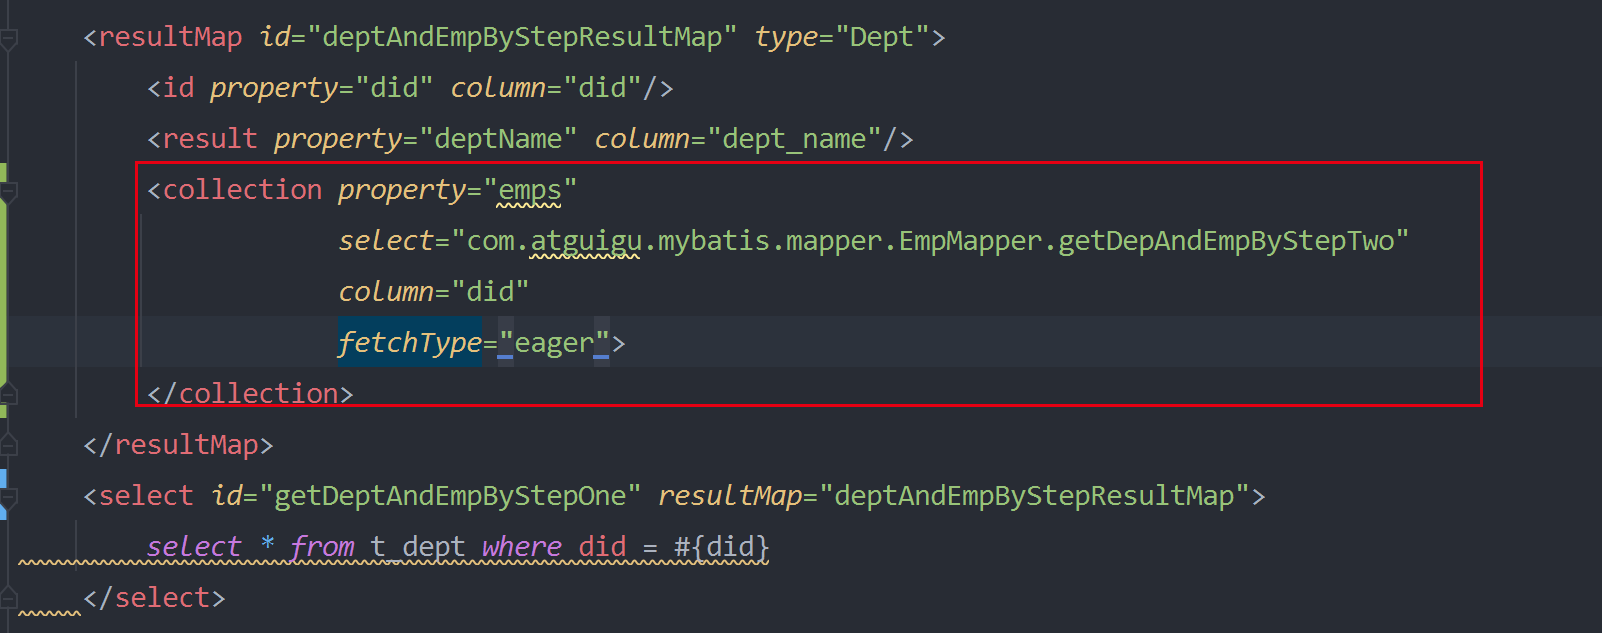 <resultMap id="deptAndEmpByStepResultMap" type="Dept">
<id property="did" column="did"/>
<result property="deptName" column="dept_name"/>
<collection property="emps"
select="com.atguigu.mybatis.mapper.EmpMapper.getDepAndEmpByStepTwo"
column="did"
fetchType="eager">
</collection>
</resultMap>
<select id="getDeptAndEmpByStepOne" resultMap="deptAndEmpByStepResultMap">
select * from t_dept where did = #{did}
</select>